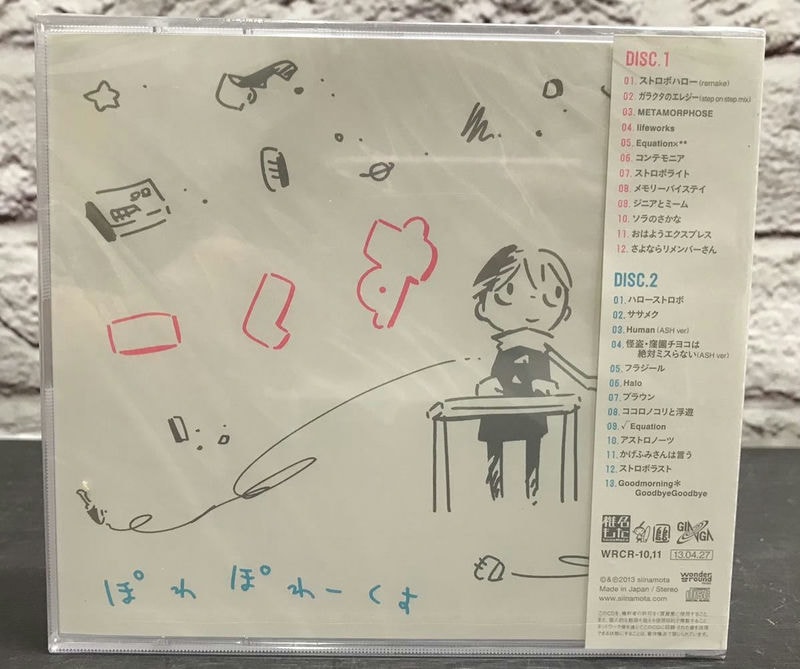 DISC.1
01. ストロボハロー (remake)
02. ガラクタのエレジー (step on step mix)
03. METAMORPHOSE
04. lifeworks
05. Equation×**
06. コンテモニア
07. ストロボライト
08. メモリーバイステイ
09. ジニアとミーム
10. ソラのさかな
11. おはようエクスプレス
12. さよならリメンバーさん
DISC.2
01. ハローストロボ
02. ササメク
03. Human (ASH ver)
04. 怪盗・窪園チヨコは
絶対ミスらない (ASH ver)
05. フラジール
06. Halo
07. ブラウン
08. ココロノコリと浮遊
09. √Equation
10. アストロノーツ
11. かげふみさんは言う
12. ストロボラスト
13. Goodmorning＊
GoodbyeGoodbye
椎名もた
GINGA
WRCR-10,11 13.04.27
℗&©2013 siinamota
Made in Japan / Stereo
www.siinamota.com
wonderground
ぽわぽわーくす